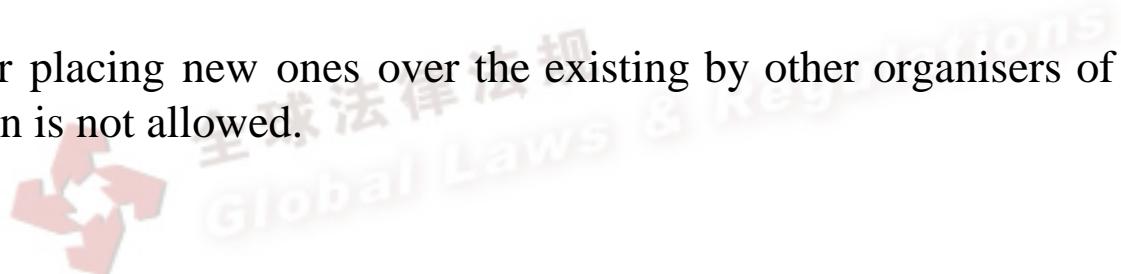 r placing new ones over the existing by other organisers of
n is not allowed.
全球法律法规
Global Laws & Regulations